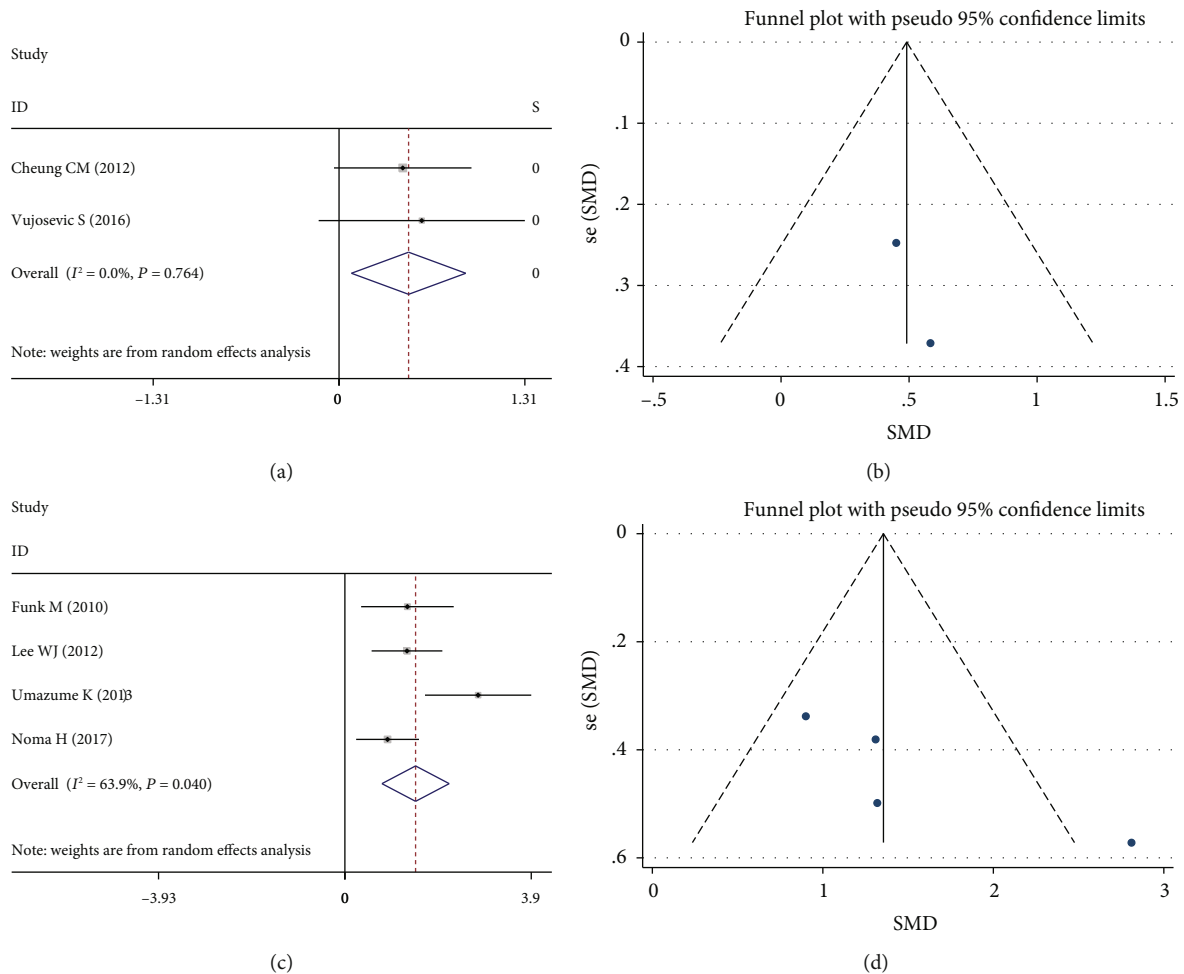 Study
ID S
Cheung CM (2012) 0
Vujosevic S (2016) 0
Overall (I² = 0.0%, P = 0.764) 0
Note: weights are from random effects analysis
–1.31 0 1.31
(a)
Funnel plot with pseudo 95% confidence limits
0
.1
.2
.3
.4
se (SMD)
–.5 0 .5 1 1.5
SMD
(b)
Study
ID
Funk M (2010)
Lee WJ (2012)
Umazume K (2013)
Noma H (2017)
Overall (I² = 63.9%, P = 0.040)
Note: weights are from random effects analysis
–3.93 0 3.9
(c)
Funnel plot with pseudo 95% confidence limits
0
.2
.4
.6
se (SMD)
0 1 2 3
SMD
(d)